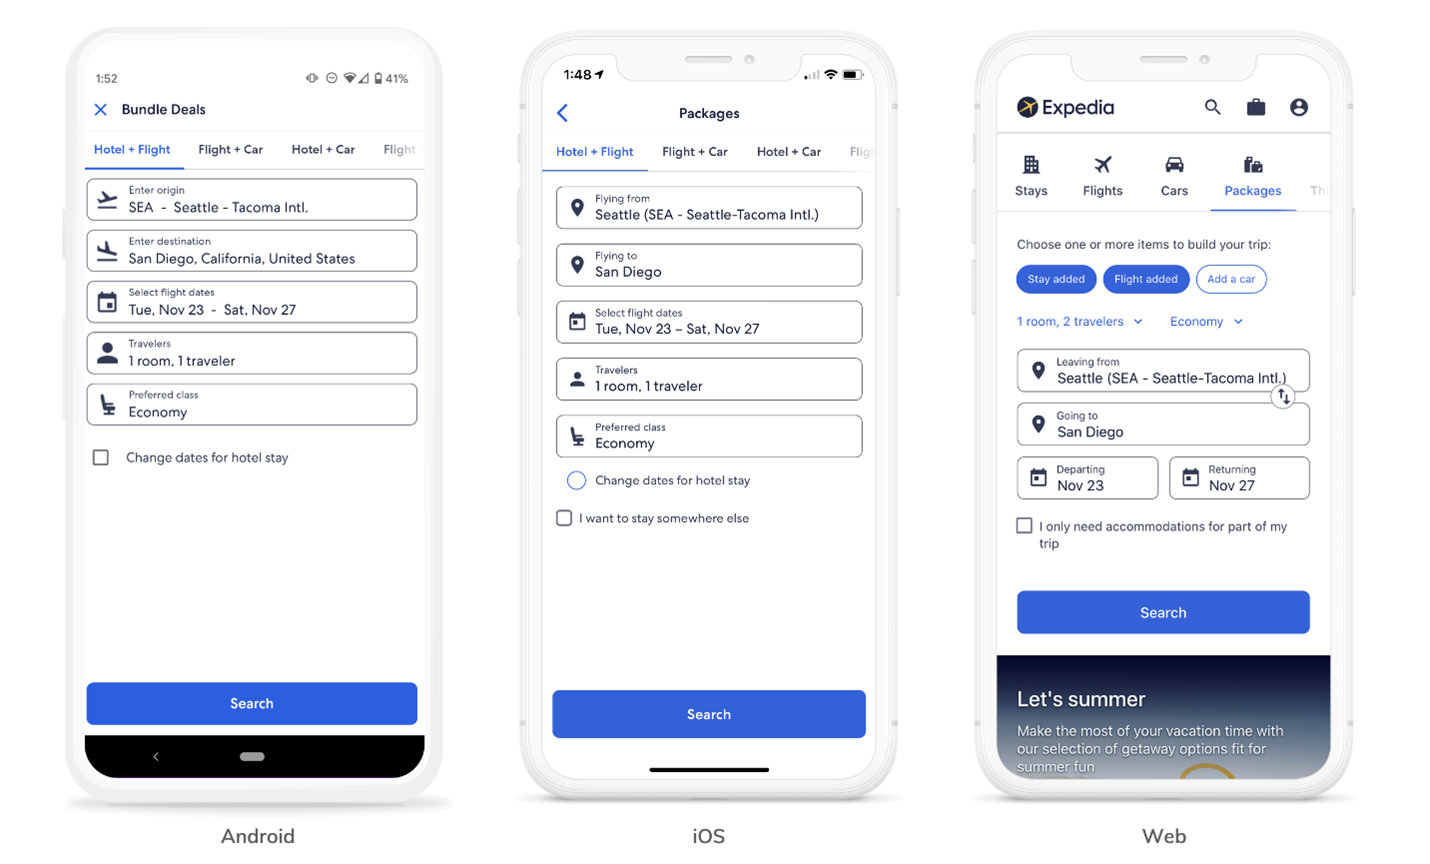 1:52
41%
Bundle Deals
Hotel + Flight Flight + Car Hotel + Car Flight
Enter origin
SEA - Seattle - Tacoma Intl.
Enter destination
San Diego, California, United States
Select flight dates
Tue, Nov 23 - Sat, Nov 27
Travelers
1 room, 1 traveler
Preferred class
Economy
Change dates for hotel stay
Search
Android
1:48
Packages
Hotel + Flight Flight + Car Hotel + Car Flig
Flying from
Seattle (SEA - Seattle-Tacoma Intl.)
Flying to
San Diego
Select flight dates
Tue, Nov 23 – Sat, Nov 27
Travelers
1 room, 1 traveler
Preferred class
Economy
Change dates for hotel stay
I want to stay somewhere else
Search
iOS
Expedia
Stays Flights Cars Packages Thi
Choose one or more items to build your trip:
Stay added Flight added Add a car
1 room, 2 travelers Economy
Leaving from
Seattle (SEA - Seattle-Tacoma Intl.)
Going to
San Diego
Departing
Nov 23
Returning
Nov 27
I only need accommodations for part of my
trip
Search
Let's summer
Make the most of your vacation time with
our selection of getaway options fit for
summer fun
Web